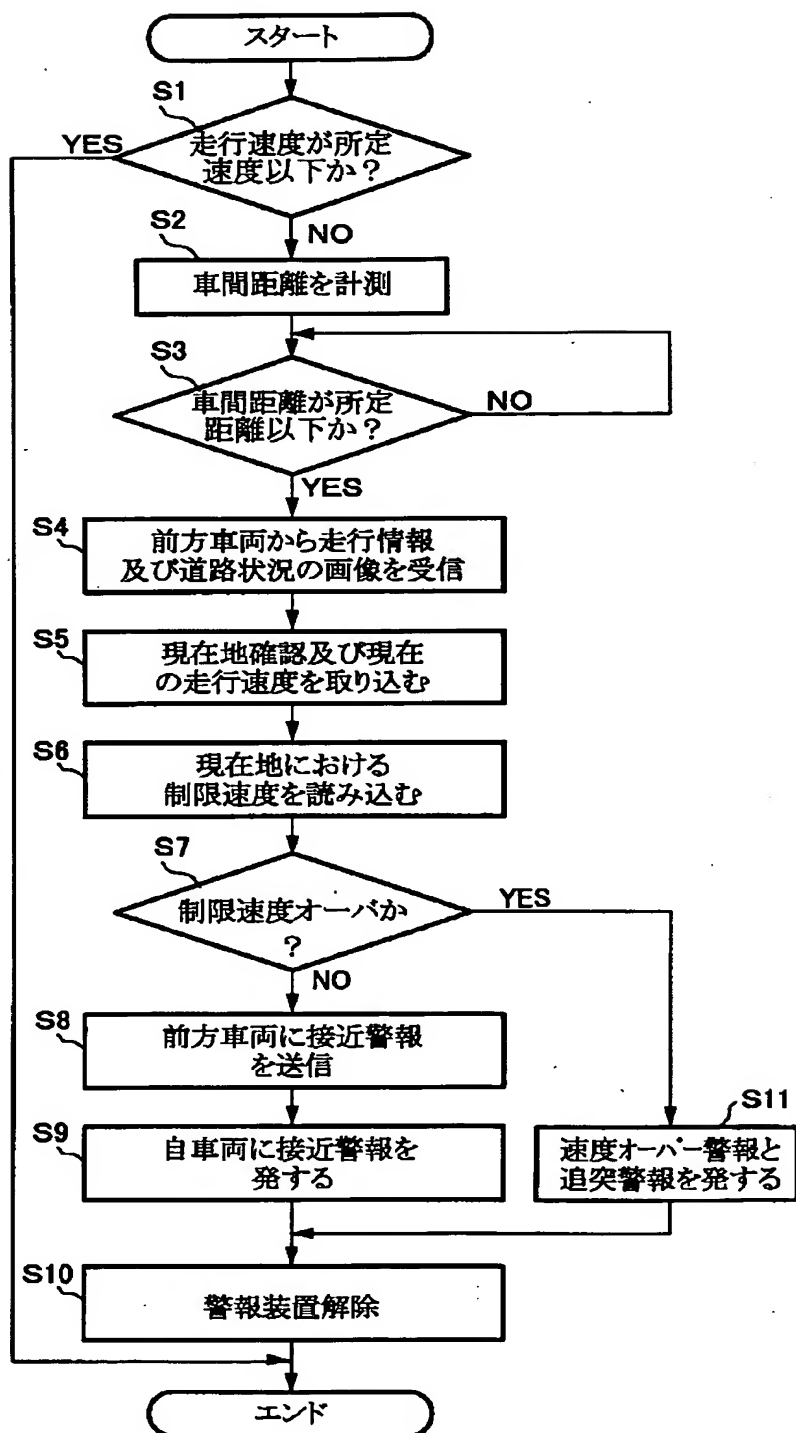 スタート
S1
YES
走行速度が所定
速度以下か?
NO
S2
車間距離を計測
S3
車間距離が所定
距離以下か?
NO
YES
S4
前方車両から走行情報
及び道路状況の画像を受信
S5
現在地確認及び現在
の走行速度を取り込む
S6
現在地における
制限速度を読み込む
S7
制限速度オーバか
?
YES
NO
S8
前方車両に接近警報
を送信
S9
自車両に接近警報を
発する
S11
速度オーバー警報と
追突警報を発する
S10
警報装置解除
エンド